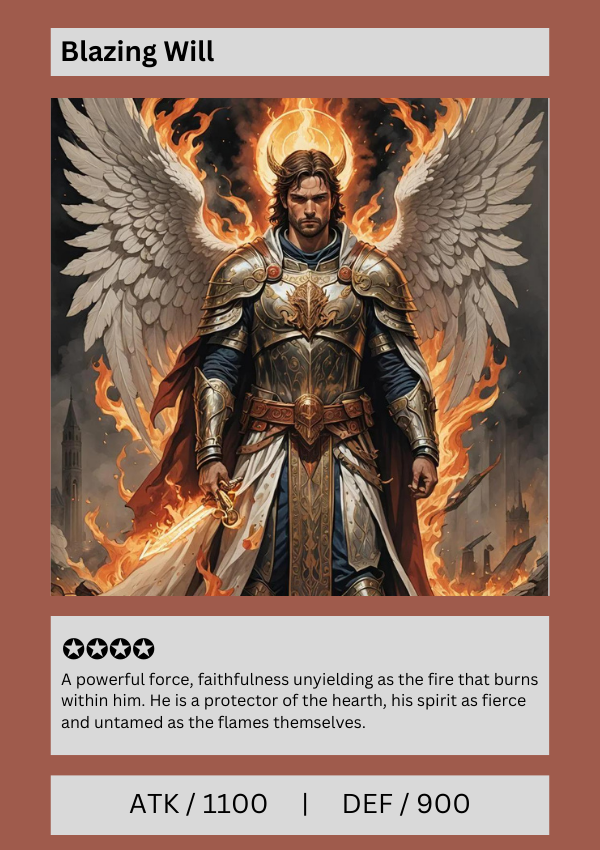 Blazing Will
✪✪✪✪
A powerful force, faithfulness unyielding as the fire that burns
within him. He is a protector of the hearth, his spirit as fierce
and untamed as the flames themselves.
ATK / 1100 | DEF / 900